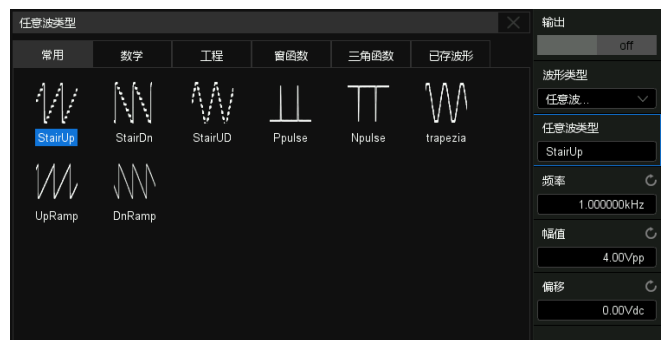 任意波类型
常用 数学 工程 窗函数 三角函数 已存波形
StairUp StairDn StairUD Ppulse Npulse trapezia
UpRamp DnRamp
输出
off
波形类型
任意波...
任意波类型
StairUp
频率
1.000000kHz
幅值
4.00Vpp
偏移
0.00Vdc